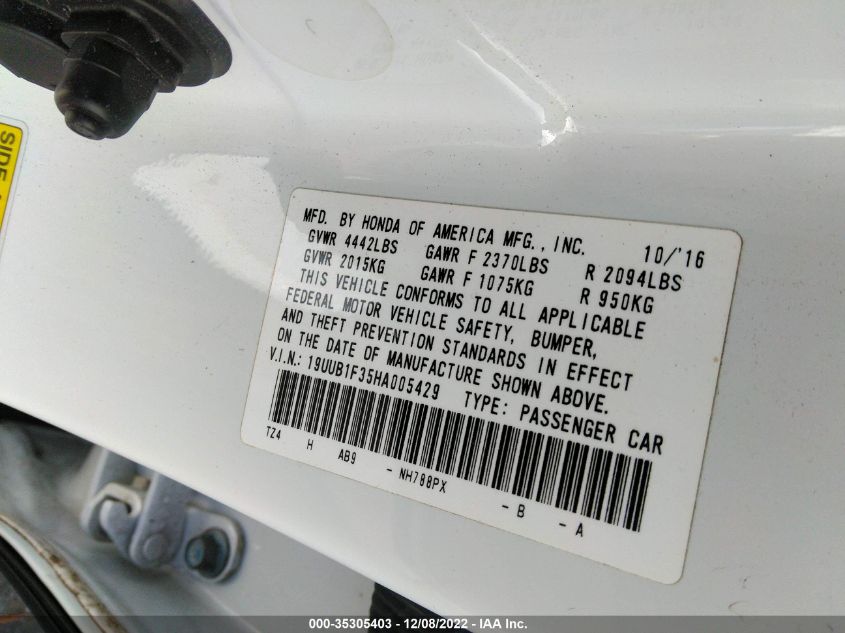 SIDE
MFD. BY HONDA OF AMERICA MFG., INC. 10/'16
GVWR 4442LBS GAWR F 2370LBS R 2094LBS
GVWR 2015KG GAWR F 1075KG R 950KG
THIS VEHICLE CONFORMS TO ALL APPLICABLE
FEDERAL MOTOR VEHICLE SAFETY, BUMPER,
AND THEFT PREVENTION STANDARDS IN EFFECT
ON THE DATE OF MANUFACTURE SHOWN ABOVE.
V.I.N.: 19UUB1F35HA005429 TYPE: PASSENGER CAR
TZ4 H AB9 - NH788PX - B - A
000-35305403 - 12/08/2022 - IAA Inc.